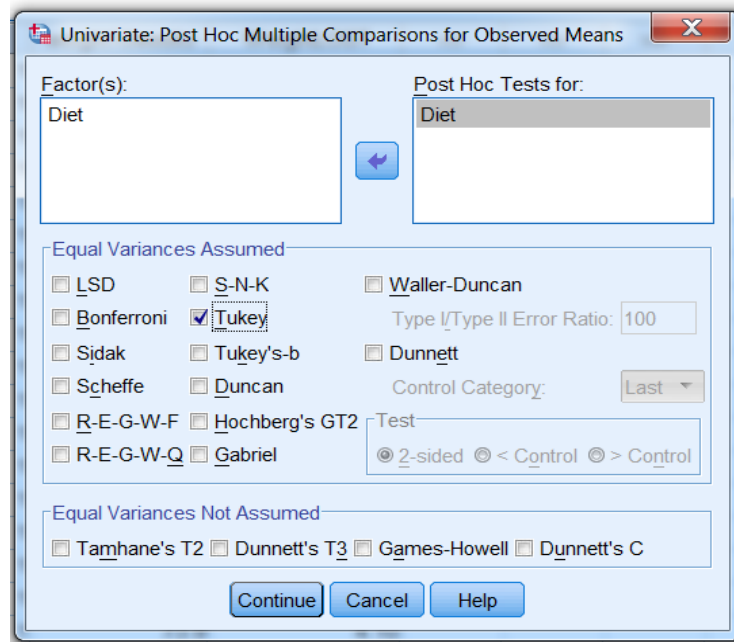 Univariate: Post Hoc Multiple Comparisons for Observed Means
Factor(s):
Diet
Post Hoc Tests for:
Diet
Equal Variances Assumed
LSD S-N-K Waller-Duncan
Bonferroni Tukey Type I/Type II Error Ratio: 100
Sidak Tukey's-b Dunnett
Scheffe Duncan Control Category: Last
R-E-G-W-F Hochberg's GT2 Test
R-E-G-W-Q Gabriel 2-sided < Control > Control
Equal Variances Not Assumed
Tamhane's T2 Dunnett's T3 Games-Howell Dunnett's C
Continue Cancel Help